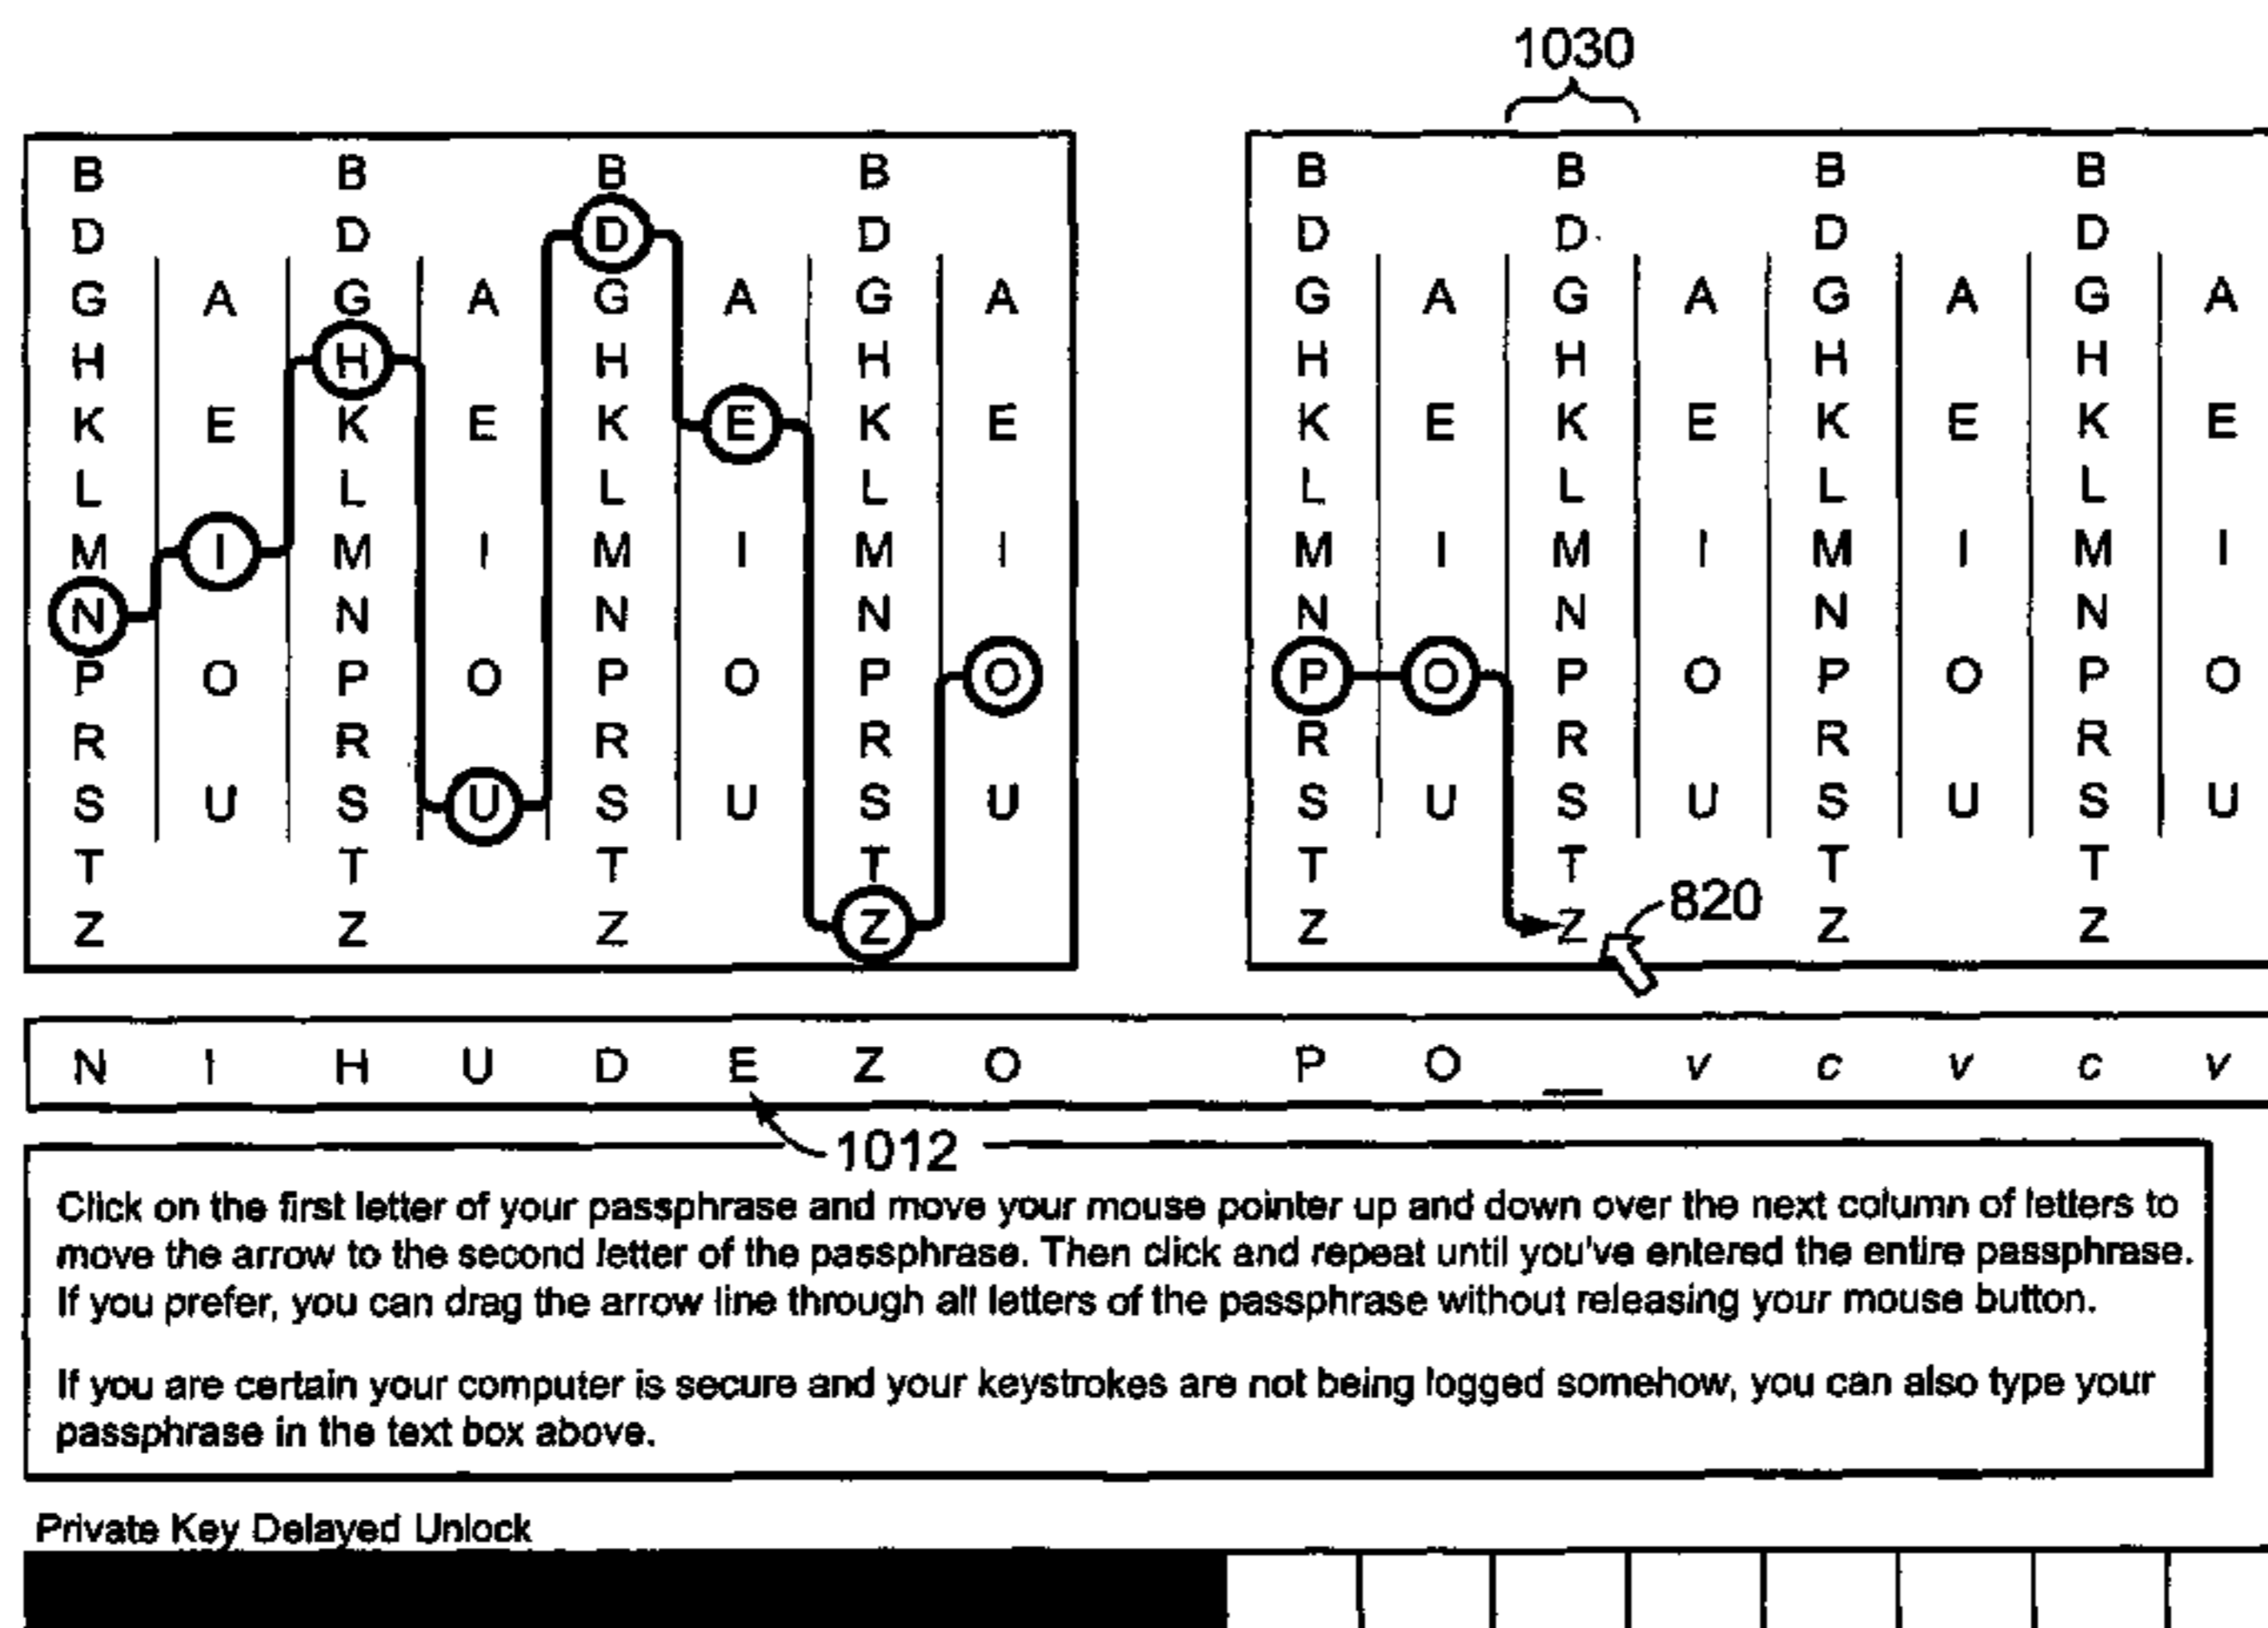 1030
B B B B B B B B
D D D D D D D D
G A G A G A G A G A G A G A G A
H H H H H H H H
K E K E K E K E K E K E K E K E
L L L L L L L L
M I M I M I M I M I M I M I M I
N N N N N N N N
P O P O P O P O P O P O P O P O
R R R R R R R R
S U S U S U S U S U S U S U S U
T T T T T T T T
820
Z Z Z Z Z Z Z Z
N I H U D E Z O P O _ v c v c v
1012
Click on the first letter of your passphrase and move your mouse pointer up and down over the next column of letters to
move the arrow to the second letter of the passphrase. Then click and repeat until you've entered the entire passphrase.
If you prefer, you can drag the arrow line through all letters of the passphrase without releasing your mouse button.
If you are certain your computer is secure and your keystrokes are not being logged somehow, you can also type your
passphrase in the text box above.
Private Key Delayed Unlock